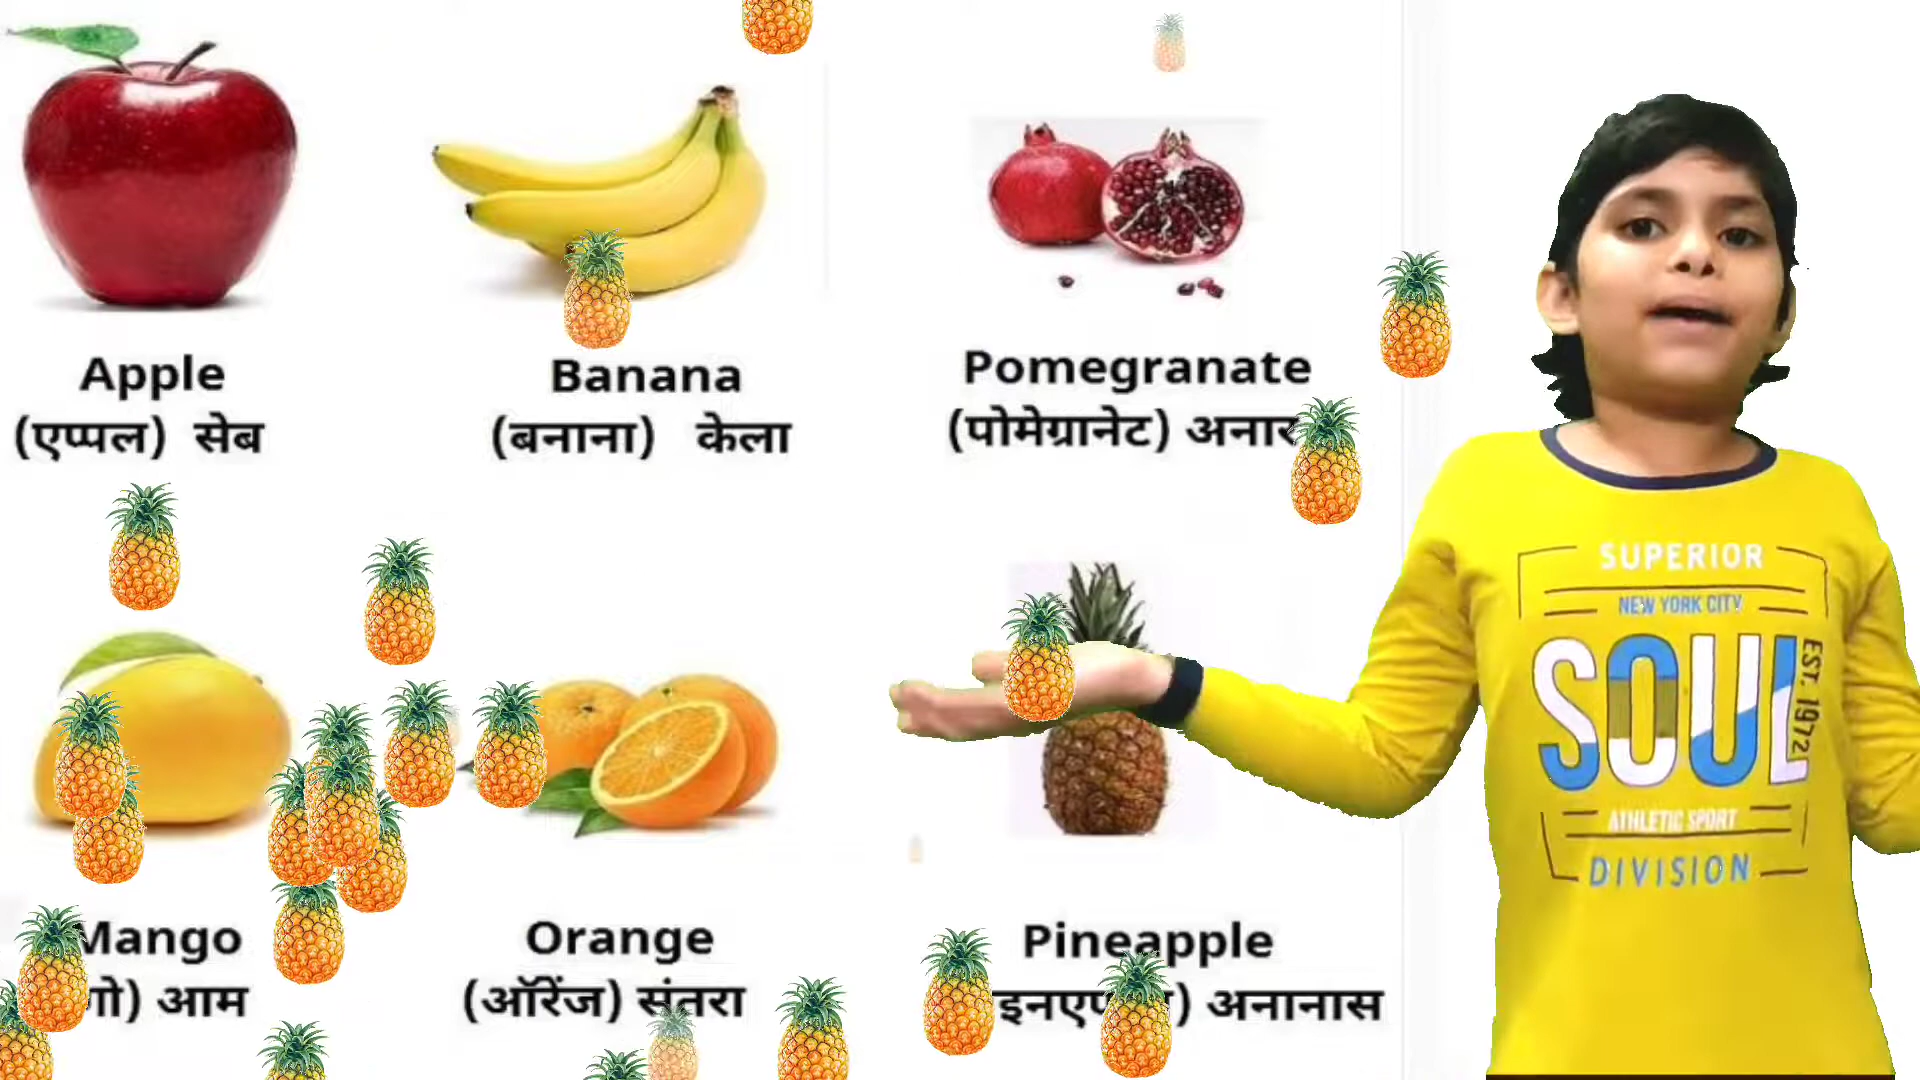 Apple
(एप्पल) सेब
Banana
(बनाना) केला
Pomegranate
(पोमेग्रानेट) अनार
Mango
आम
Orange
(ऑरेंज) संतरा
Pineapple
अनानास
SUPERIOR
NEW YORK CITY
SOUL
EST. 1972
ATHLETIC SPORT
DIVISION